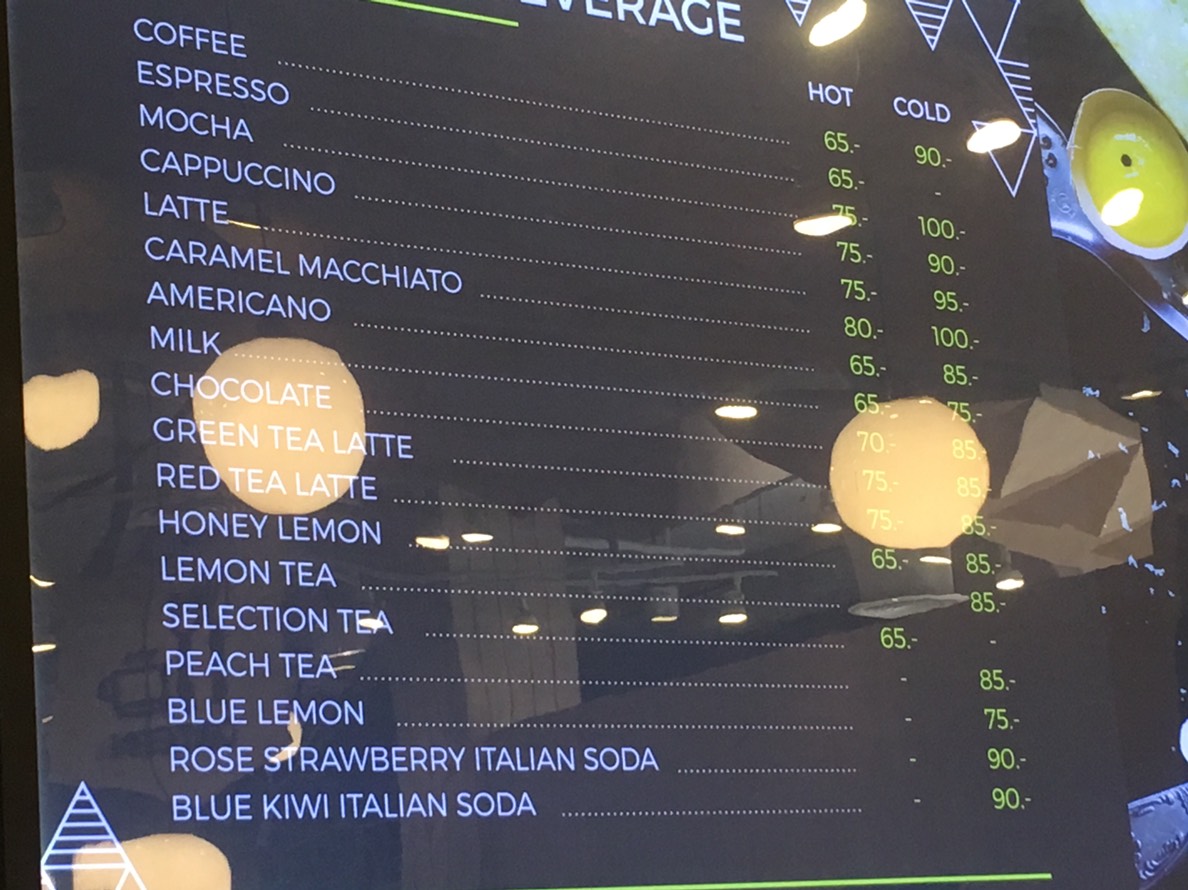 EVERAGE
HOT COLD
COFFEE 65.- 90.-
ESPRESSO 65.- -
MOCHA 75.- 100.-
CAPPUCCINO 75.- 90.-
LATTE 75.- 95.-
CARAMEL MACCHIATO 80.- 100.-
AMERICANO 65.- 85.-
MILK 65.- 75.-
CHOCOLATE 70.- 85.-
GREEN TEA LATTE 75.- 85.-
RED TEA LATTE 75.- 85.-
HONEY LEMON 65.- 85.-
LEMON TEA 85.-
SELECTION TEA 65.- -
PEACH TEA - 85.-
BLUE LEMON - 75.-
ROSE STRAWBERRY ITALIAN SODA - 90.-
BLUE KIWI ITALIAN SODA - 90.-